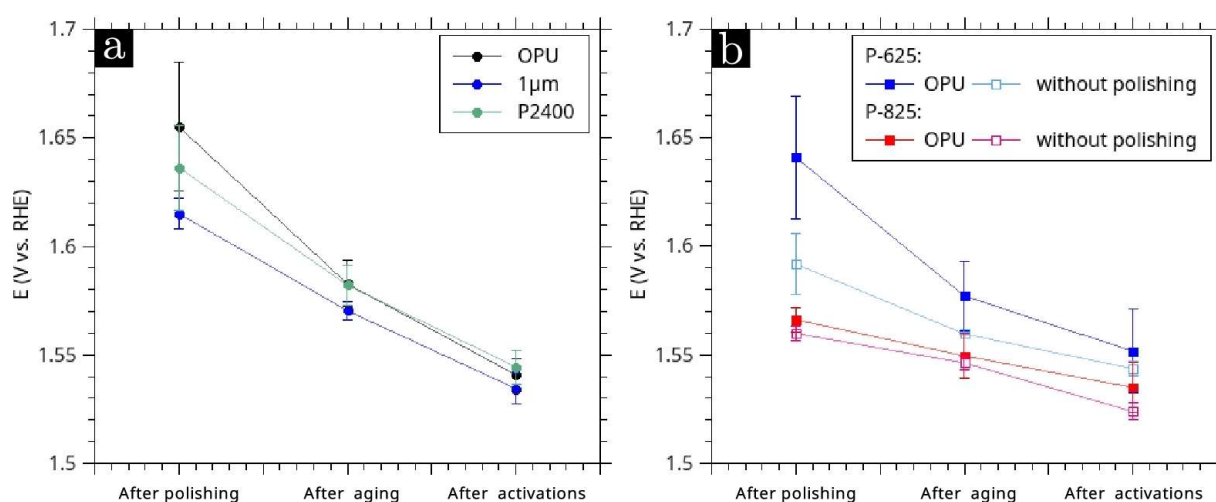 a
OPU
1µm
P2400
E (V vs. RHE)
1.7
1.65
1.6
1.55
1.5
After polishing
After aging
After activations
b
P-625:
OPU without polishing
P-825:
OPU without polishing
E (V vs. RHE)
1.7
1.65
1.6
1.55
1.5
After polishing
After aging
After activations